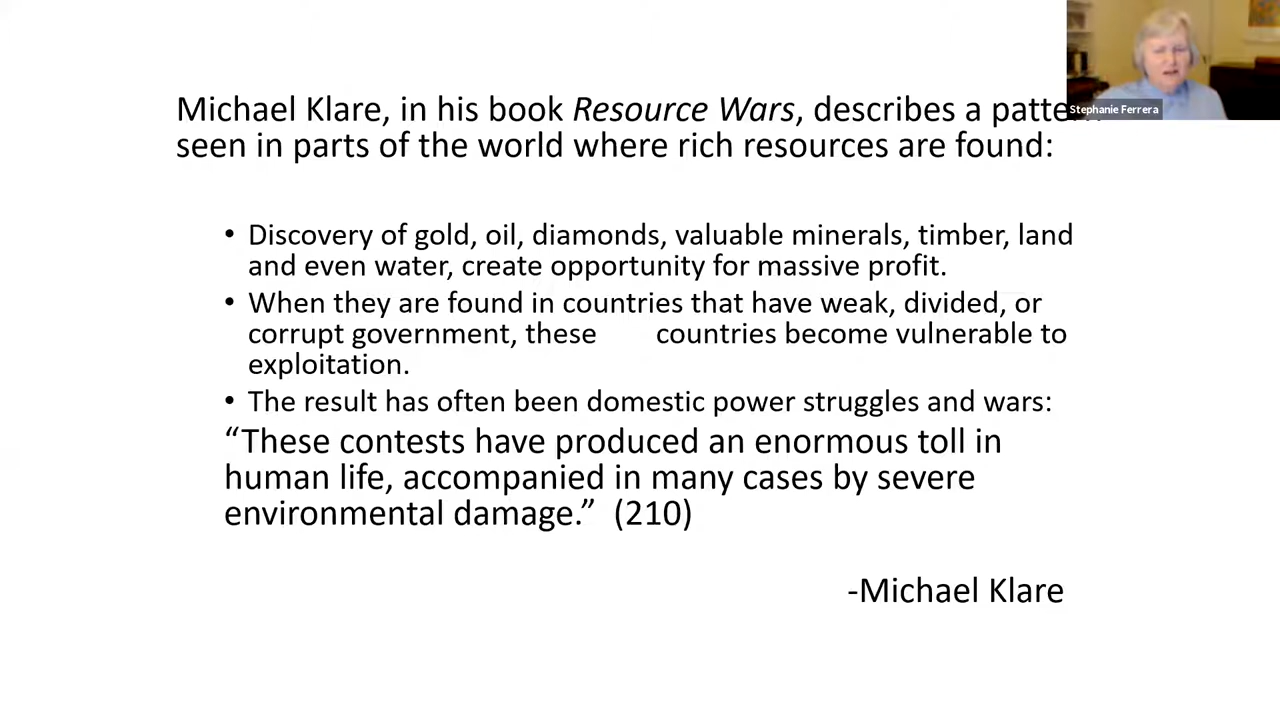 Michael Klare, in his book Resource Wars, describes a
Stephanie Ferrera
seen in parts of the world where rich resources are found:
• Discovery of gold, oil, diamonds, valuable minerals, timber, land
and even water, create opportunity for massive profit.
• When they are found in countries that have weak, divided, or
corrupt government, these countries become vulnerable to
exploitation.
• The result has often been domestic power struggles and wars:
“These contests have produced an enormous toll in
human life, accompanied in many cases by severe
environmental damage.” (210)
-Michael Klare